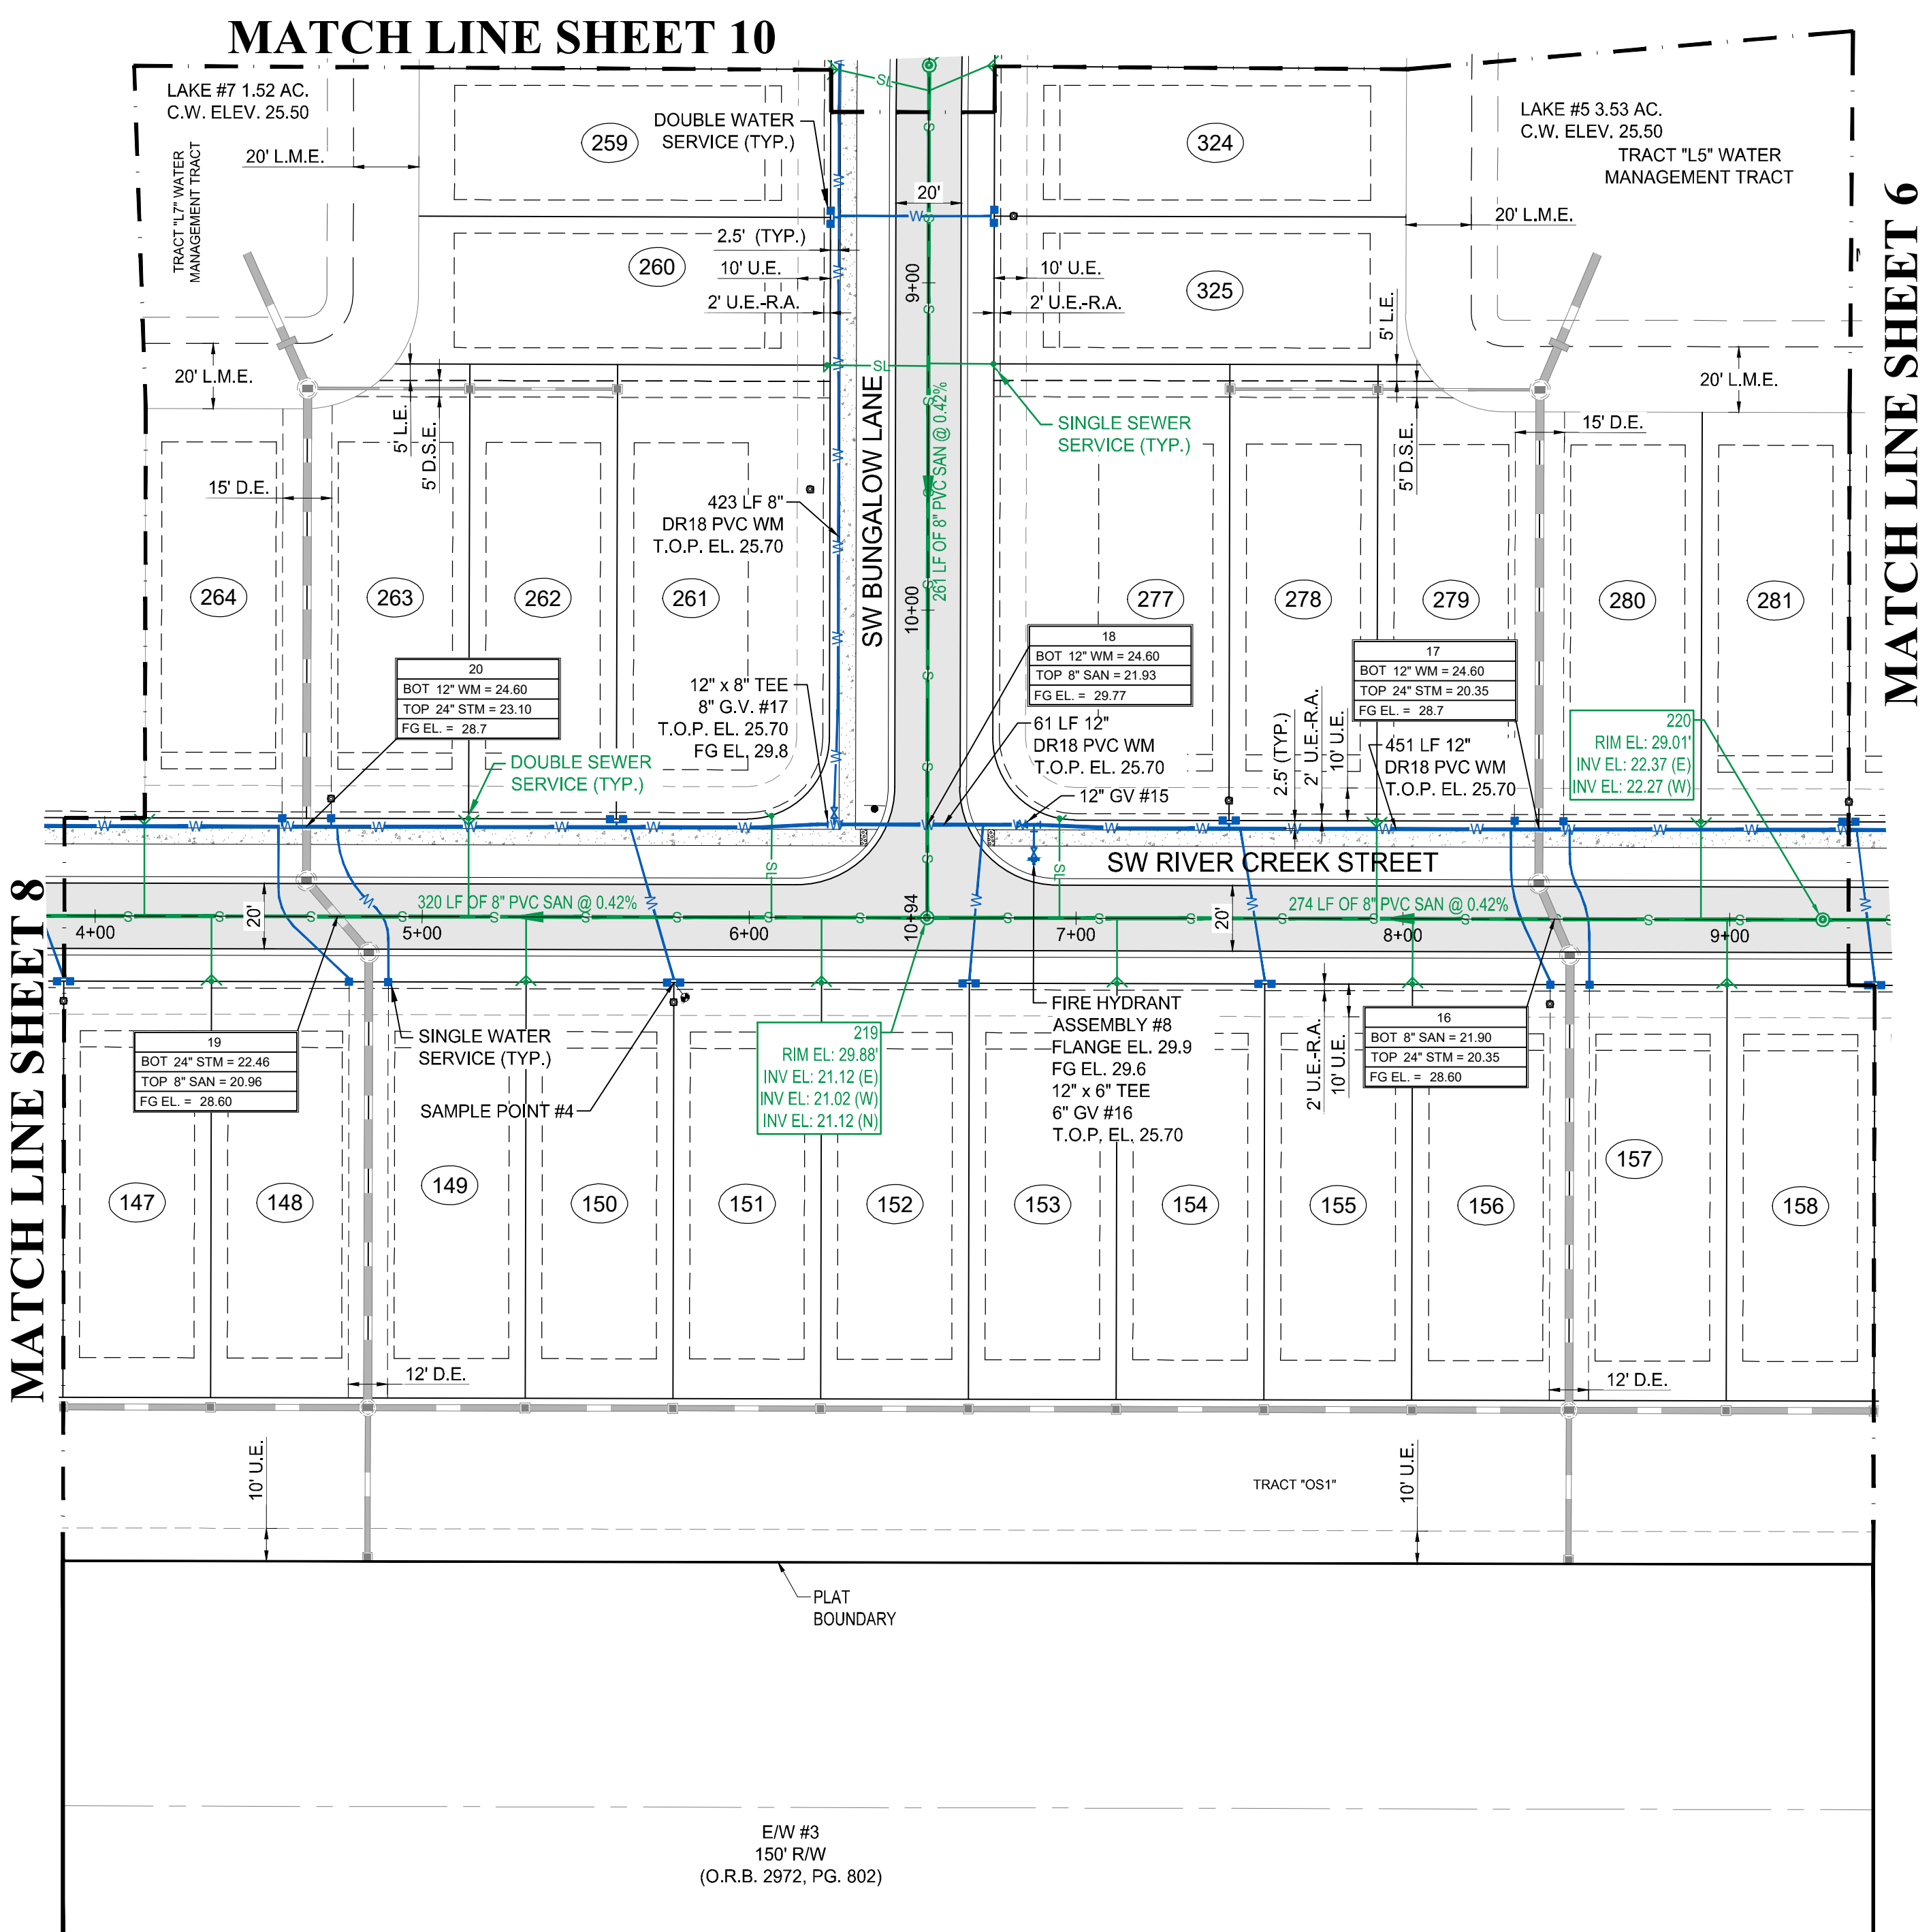 MATCH LINE SHEET 10
LAKE #7 1.52 AC.
C.W. ELEV. 25.50
TRACT "L7" WATER
MANAGEMENT TRACT
20' L.M.E.
20' L.M.E.
259
260
DOUBLE WATER
SERVICE (TYP.)
2.5' (TYP.)
10' U.E.
2' U.E.-R.A.
20'
9+00
SL
SL
W
S
324
325
10' U.E.
2' U.E.-R.A.
LAKE #5 3.53 AC.
C.W. ELEV. 25.50
TRACT "L5" WATER
MANAGEMENT TRACT
20' L.M.E.
20' L.M.E.
MATCH LINE SHEET 6
5' L.E.
5' D.S.E.
15' D.E.
5' L.E.
5' D.S.E.
15' D.E.
SINGLE SEWER
SERVICE (TYP.)
261 LF OF 8" PVC SAN @ 0.42%
SW BUNGALOW LANE
10+00
423 LF 8"
DR18 PVC WM
T.O.P. EL. 25.70
264
263
262
261
277
278
279
280
281
20
BOT 12" WM = 24.60
TOP 24" STM = 23.10
FG EL. = 28.7
12" x 8" TEE
8" G.V. #17
T.O.P. EL. 25.70
FG EL. 29.8
DOUBLE SEWER
SERVICE (TYP.)
18
BOT 12" WM = 24.60
TOP 8" SAN = 21.93
FG EL. = 29.77
61 LF 12"
DR18 PVC WM
T.O.P. EL. 25.70
12" GV #15
2.5' (TYP.)
2' U.E.-R.A.
10' U.E.
17
BOT 12" WM = 24.60
TOP 24" STM = 20.35
FG EL. = 28.7
451 LF 12"
DR18 PVC WM
T.O.P. EL. 25.70
220
RIM EL: 29.01'
INV EL: 22.37 (E)
INV EL: 22.27 (W)
SW RIVER CREEK STREET
SL
SL
MATCH LINE SHEET 8
20'
320 LF OF 8" PVC SAN @ 0.42%
274 LF OF 8" PVC SAN @ 0.42%
20'
4+00
5+00
6+00
10+94
7+00
8+00
9+00
19
BOT 24" STM = 22.46
TOP 8" SAN = 20.96
FG EL. = 28.60
SINGLE WATER
SERVICE (TYP.)
SAMPLE POINT #4
219
RIM EL: 29.88'
INV EL: 21.12 (E)
INV EL: 21.02 (W)
INV EL: 21.12 (N)
FIRE HYDRANT
ASSEMBLY #8
FLANGE EL. 29.9
FG EL. 29.6
12" x 6" TEE
6" GV #16
T.O.P. EL. 25.70
2' U.E.-R.A.
10' U.E.
16
BOT 8" SAN = 21.90
TOP 24" STM = 20.35
FG EL. = 28.60
147
148
149
150
151
152
153
154
155
156
157
158
12' D.E.
12' D.E.
10' U.E.
TRACT "OS1"
10' U.E.
PLAT
BOUNDARY
E/W #3
150' R/W
(O.R.B. 2972, PG. 802)